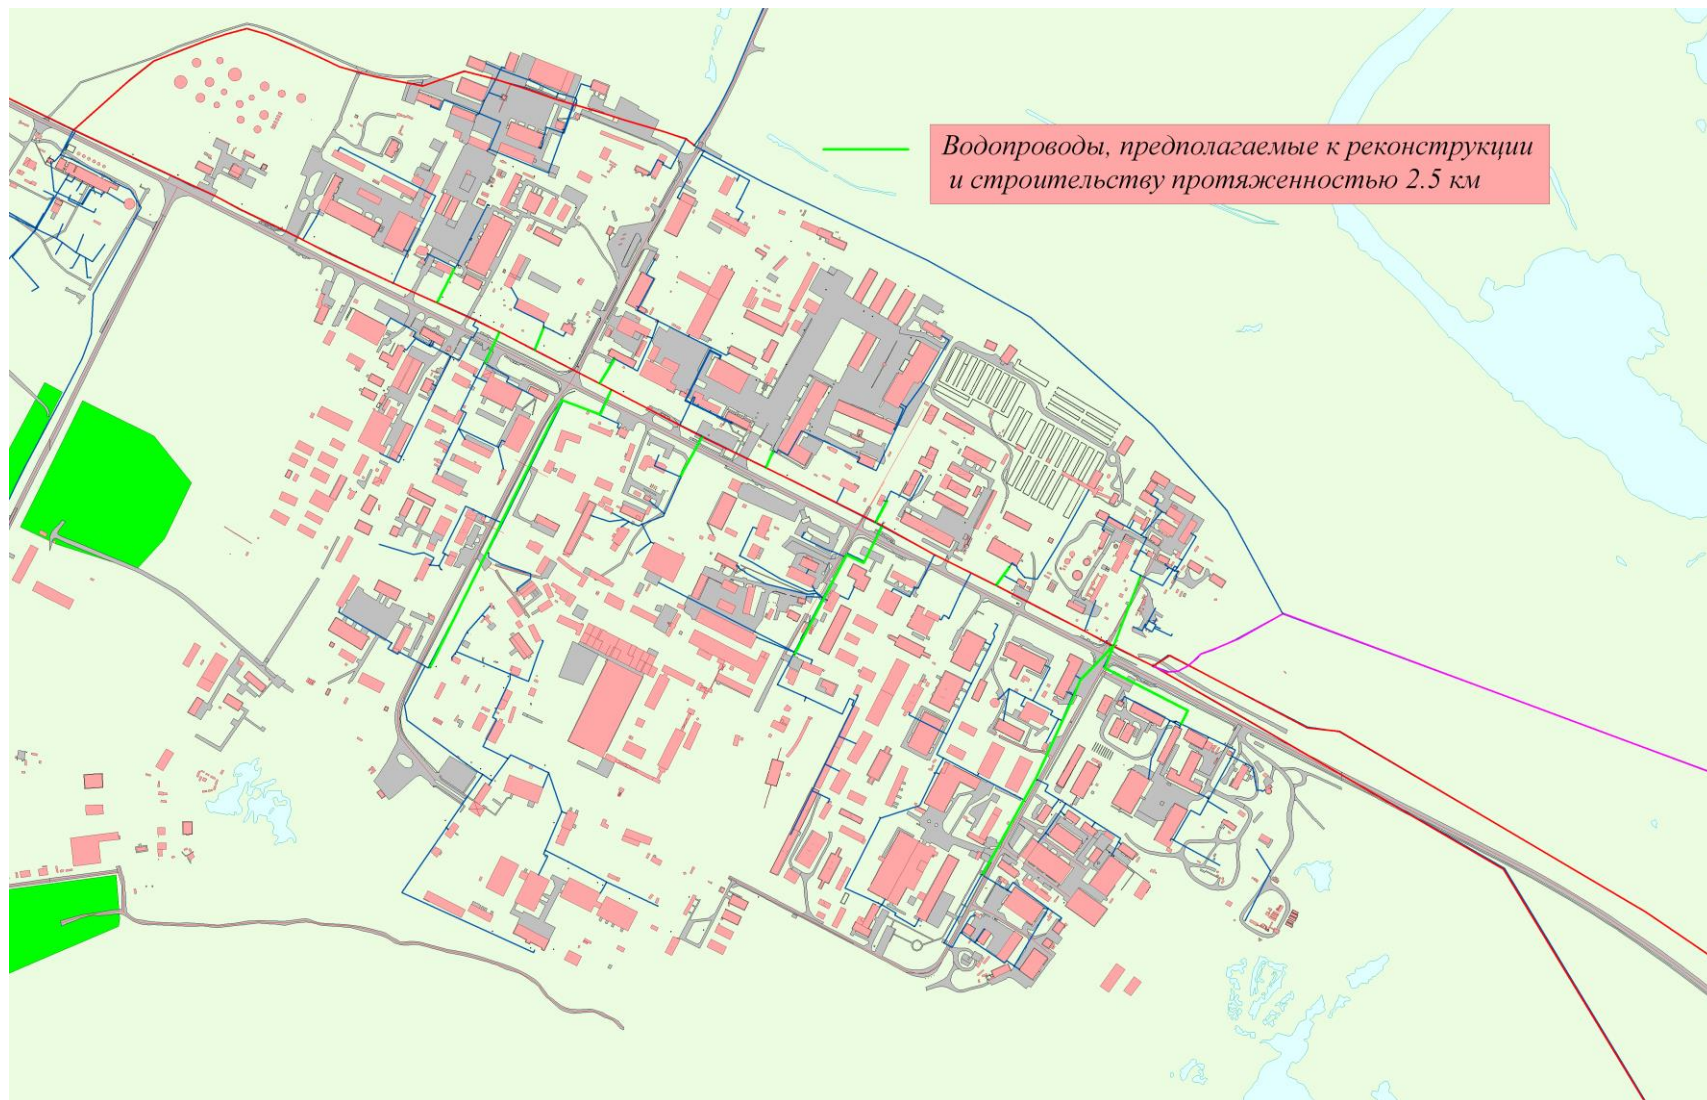 Водопроводы, предполагаемые к реконструкции
и строительству протяженностью 2.5 км